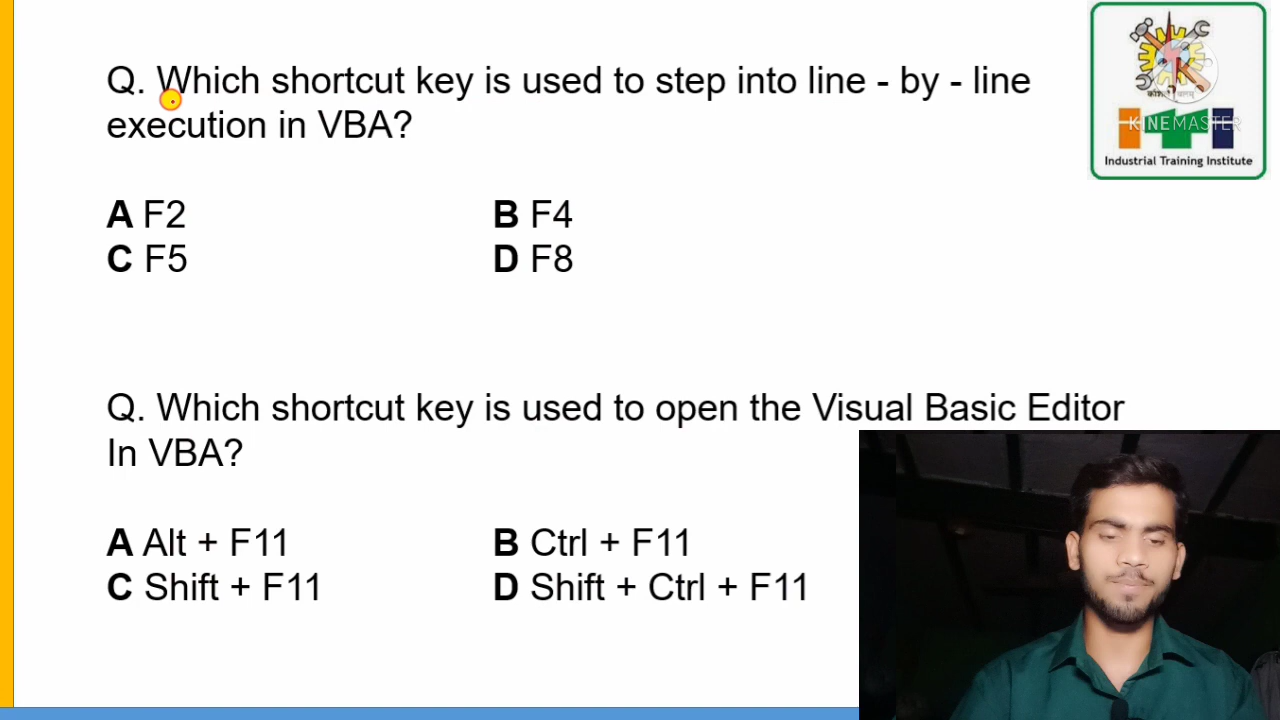 Q. Which shortcut key is used to step into line - by - line
execution in VBA?
A F2
B F4
C F5
D F8
Q. Which shortcut key is used to open the Visual Basic Editor
In VBA?
A Alt + F11
B Ctrl + F11
C Shift + F11
D Shift + Ctrl + F11
KINEMASTER
Industrial Training Institute